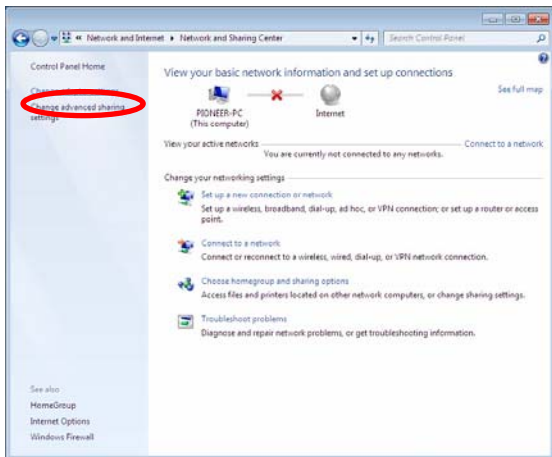 « Network and Internet ▸ Network and Sharing Center
Search Control Panel
Control Panel Home
Change adapter settings
Change advanced sharing
settings
See also
HomeGroup
Internet Options
Windows Firewall
View your basic network information and set up connections
See full map
PIONEER-PC
(This computer)
Internet
View your active networks
Connect to a network
You are currently not connected to any networks.
Change your networking settings
Set up a new connection or network
Set up a wireless, broadband, dial-up, ad hoc, or VPN connection; or set up a router or access
point.
Connect to a network
Connect or reconnect to a wireless, wired, dial-up, or VPN network connection.
Choose homegroup and sharing options
Access files and printers located on other network computers, or change sharing settings.
Troubleshoot problems
Diagnose and repair network problems, or get troubleshooting information.